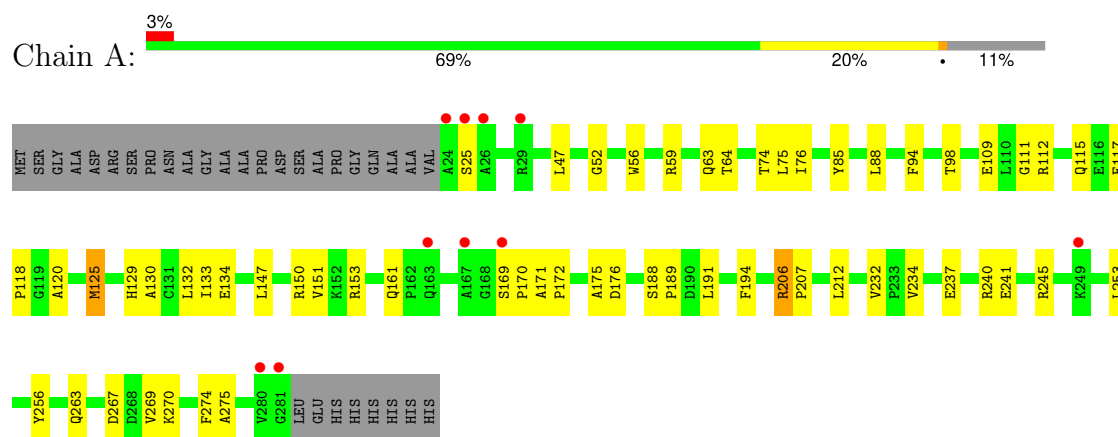 3%
Chain A:
69% 20% • 11%
MET SER GLY ALA ASP ARG SER PRO ASN ALA GLY ALA ALA PRO ASP SER ALA PRO GLY GLN ALA ALA VAL A24 S25 A26 R29 L47 G52 W56 R59 Q63 T64 T74 L75 I76 Y85 L88 F94 T98 E109 L110 G111 R112 Q115 E116
P118 G119 A120 M125 H129 A130 C131 L132 I133 E134 L147 R150 V151 K152 R153 Q161 P162 Q163 A167 G168 S169 P170 A171 P172 A175 D176 S188 P189 D190 L191 F194 R206 P207 L212 V232 P233 V234 E237 R240 E241 R245 K249
Y256 Q263 D267 D268 V269 K270 F274 A275 V280 G281 LEU GLU HIS HIS HIS HIS HIS HIS